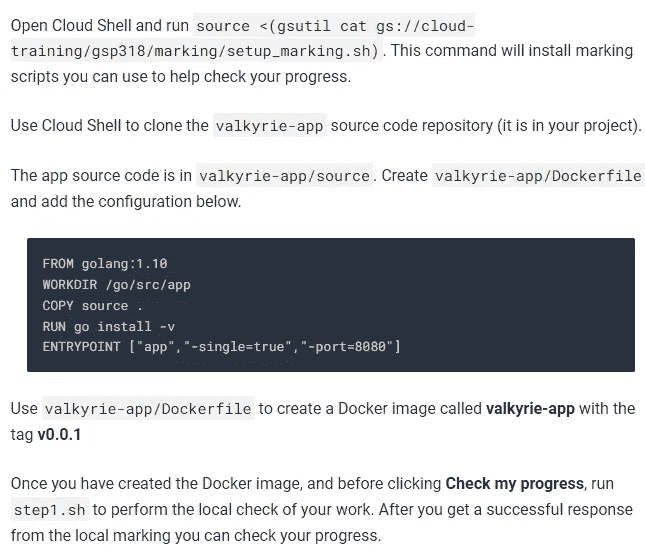 Open Cloud Shell and run source <(gsutil cat gs://cloud-
training/gsp318/marking/setup_marking.sh). This command will install marking
scripts you can use to help check your progress.
Use Cloud Shell to clone the valkyrie-app source code repository (it is in your project).
The app source code is in valkyrie-app/source. Create valkyrie-app/Dockerfile
and add the configuration below.
FROM golang:1.10
WORKDIR /go/src/app
COPY source .
RUN go install -v
ENTRYPOINT ["app","-single=true","-port=8080"]
Use valkyrie-app/Dockerfile to create a Docker image called valkyrie-app with the
tag v0.0.1
Once you have created the Docker image, and before clicking Check my progress, run
step1.sh to perform the local check of your work. After you get a successful response
from the local marking you can check your progress.